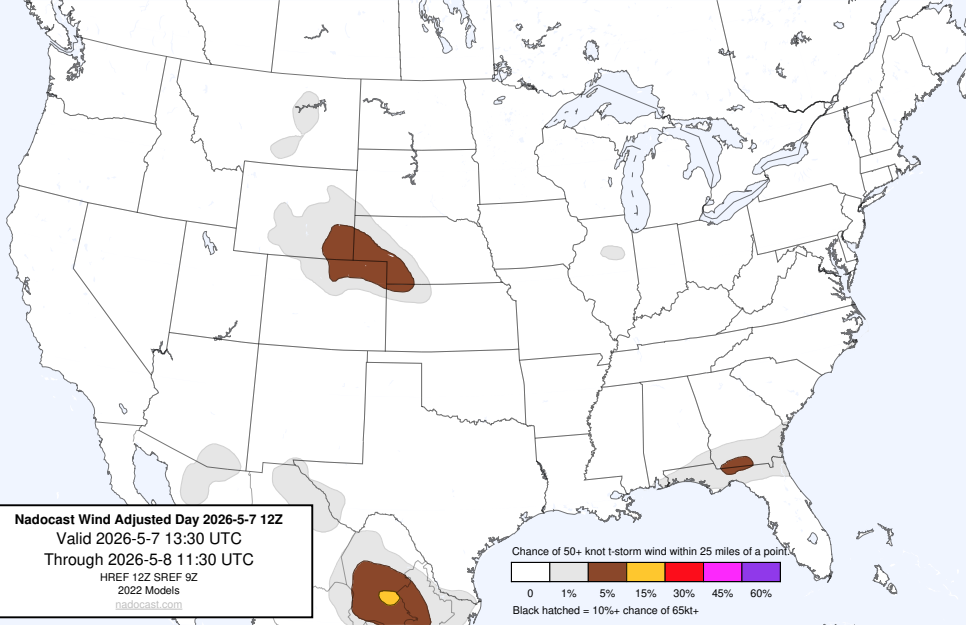 Nadocast Wind Adjusted Day 2026-5-7 12Z
Valid 2026-5-7 13:30 UTC
Through 2026-5-8 11:30 UTC
HREF 12Z SREF 9Z
2022 Models
nadocast.com
Chance of 50+ knot t-storm wind within 25 miles of a point.
0 1% 5% 15% 30% 45% 60%
Black hatched = 10%+ chance of 65kt+